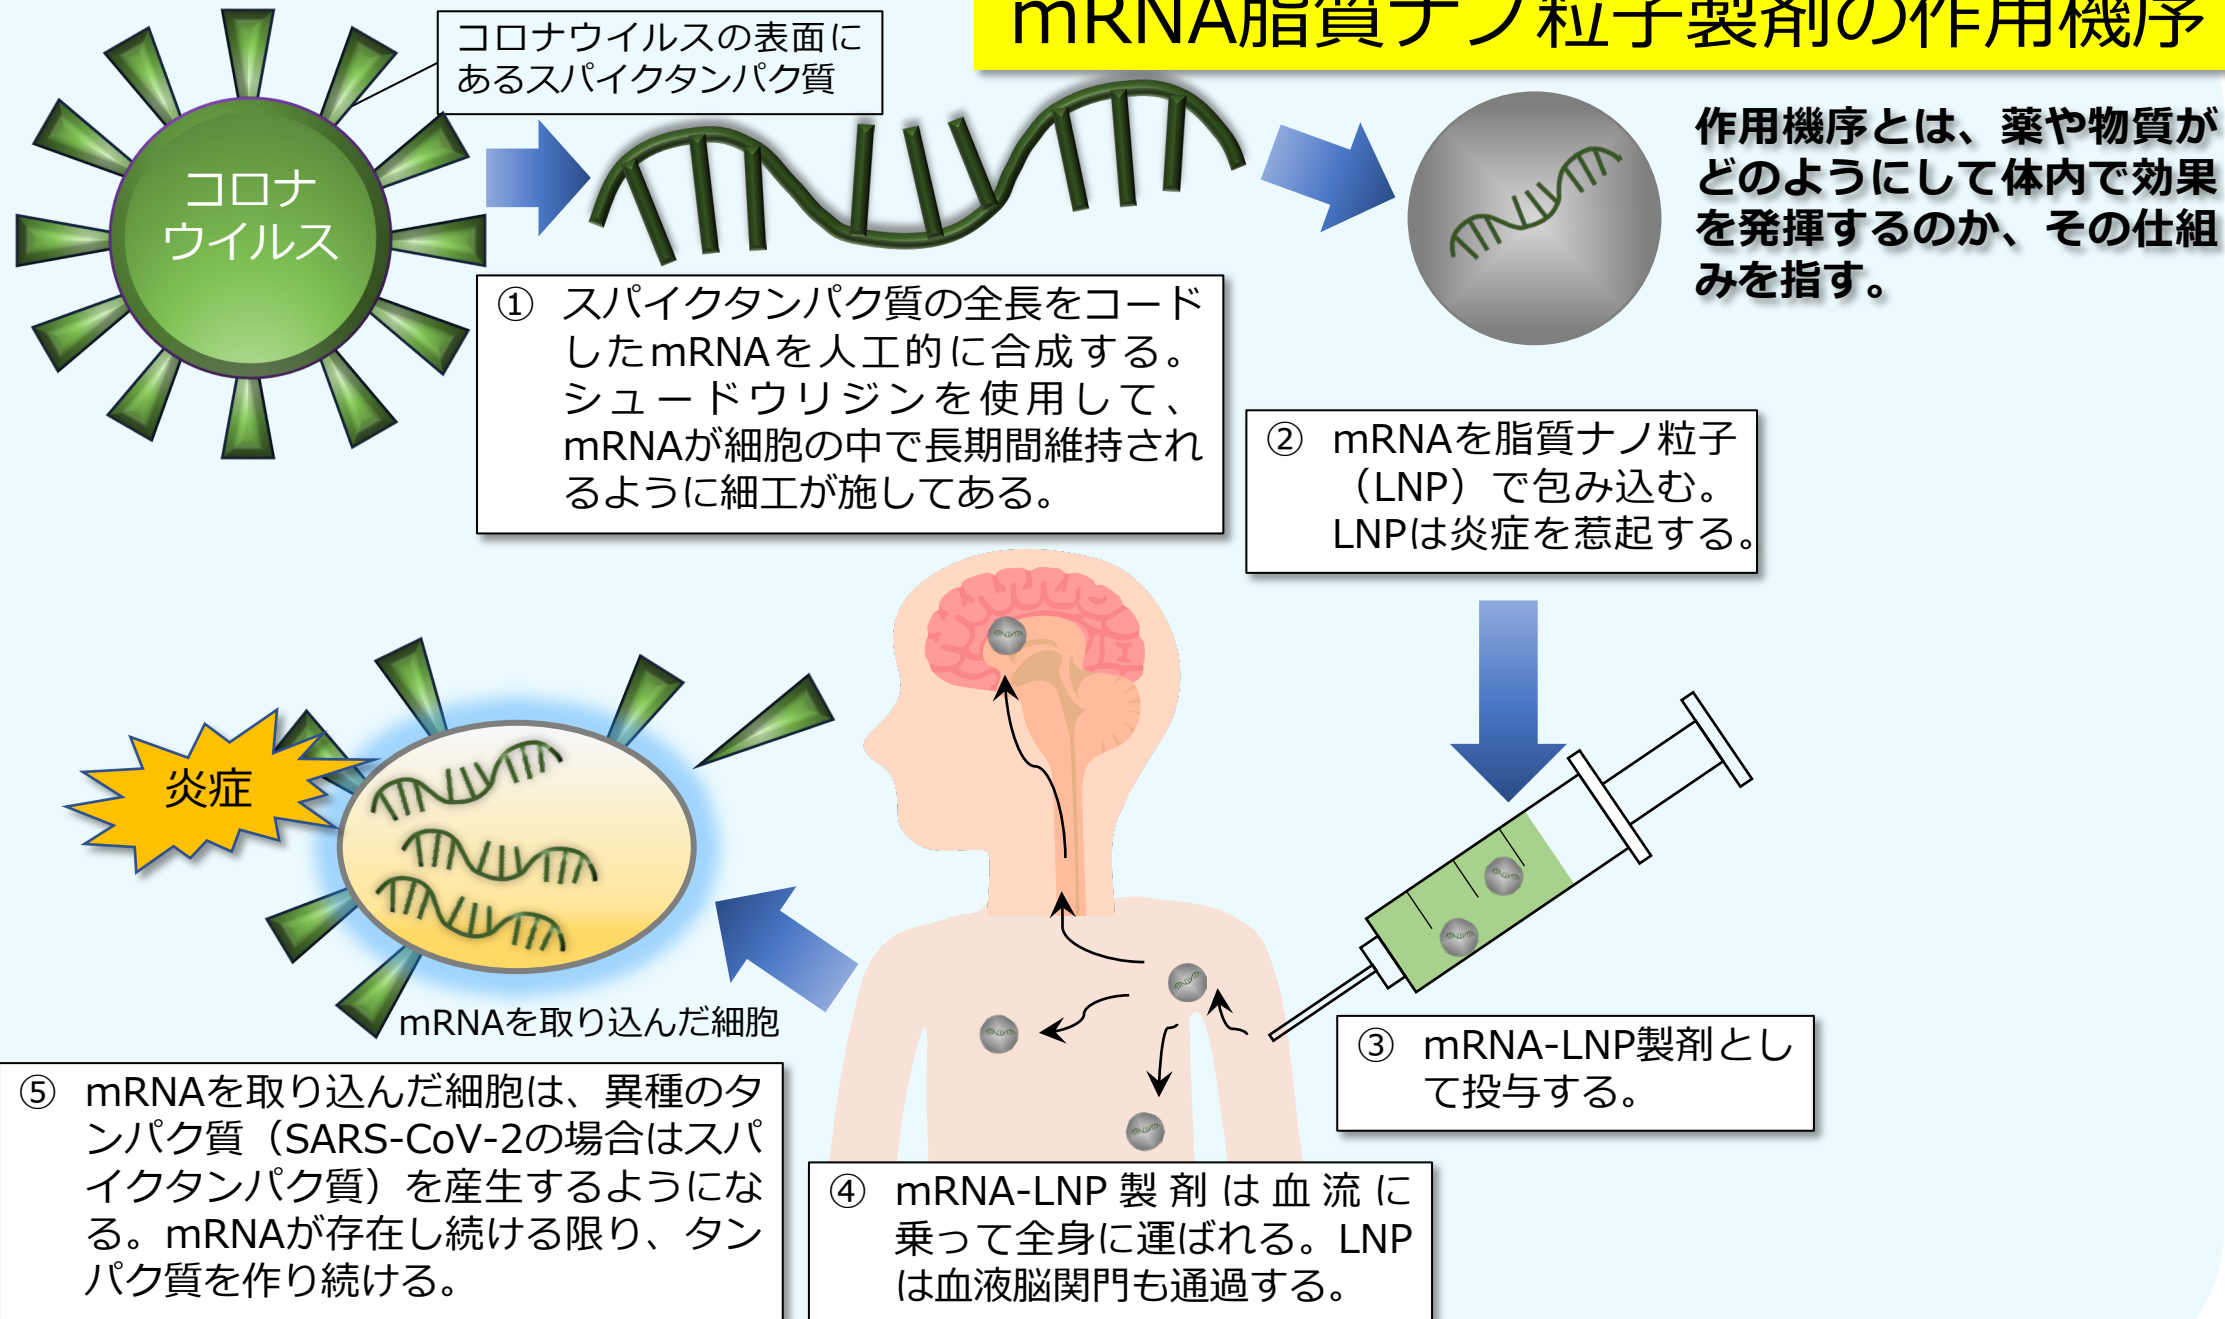 mRNA脂質ナノ粒子製剤の作用機序
コロナウイルスの表面に
あるスパイクタンパク質
コロナ
ウイルス
作用機序とは、薬や物質が
どのようにして体内で効果
を発揮するのか、その仕組
みを指す。
① スパイクタンパク質の全長をコード
したmRNAを人工的に合成する。
シュードウリジンを使用して、
mRNAが細胞の中で長期間維持され
るように細工が施してある。
② mRNAを脂質ナノ粒子
（LNP）で包み込む。
LNPは炎症を惹起する。
炎症
mRNAを取り込んだ細胞
③ mRNA-LNP製剤とし
て投与する。
④ mRNA-LNP製剤は血流に
乗って全身に運ばれる。LNP
は血液脳関門も通過する。
⑤ mRNAを取り込んだ細胞は、異種のタ
ンパク質（SARS-CoV-2の場合はスパ
イクタンパク質）を産生するようにな
る。mRNAが存在し続ける限り、タン
パク質を作り続ける。